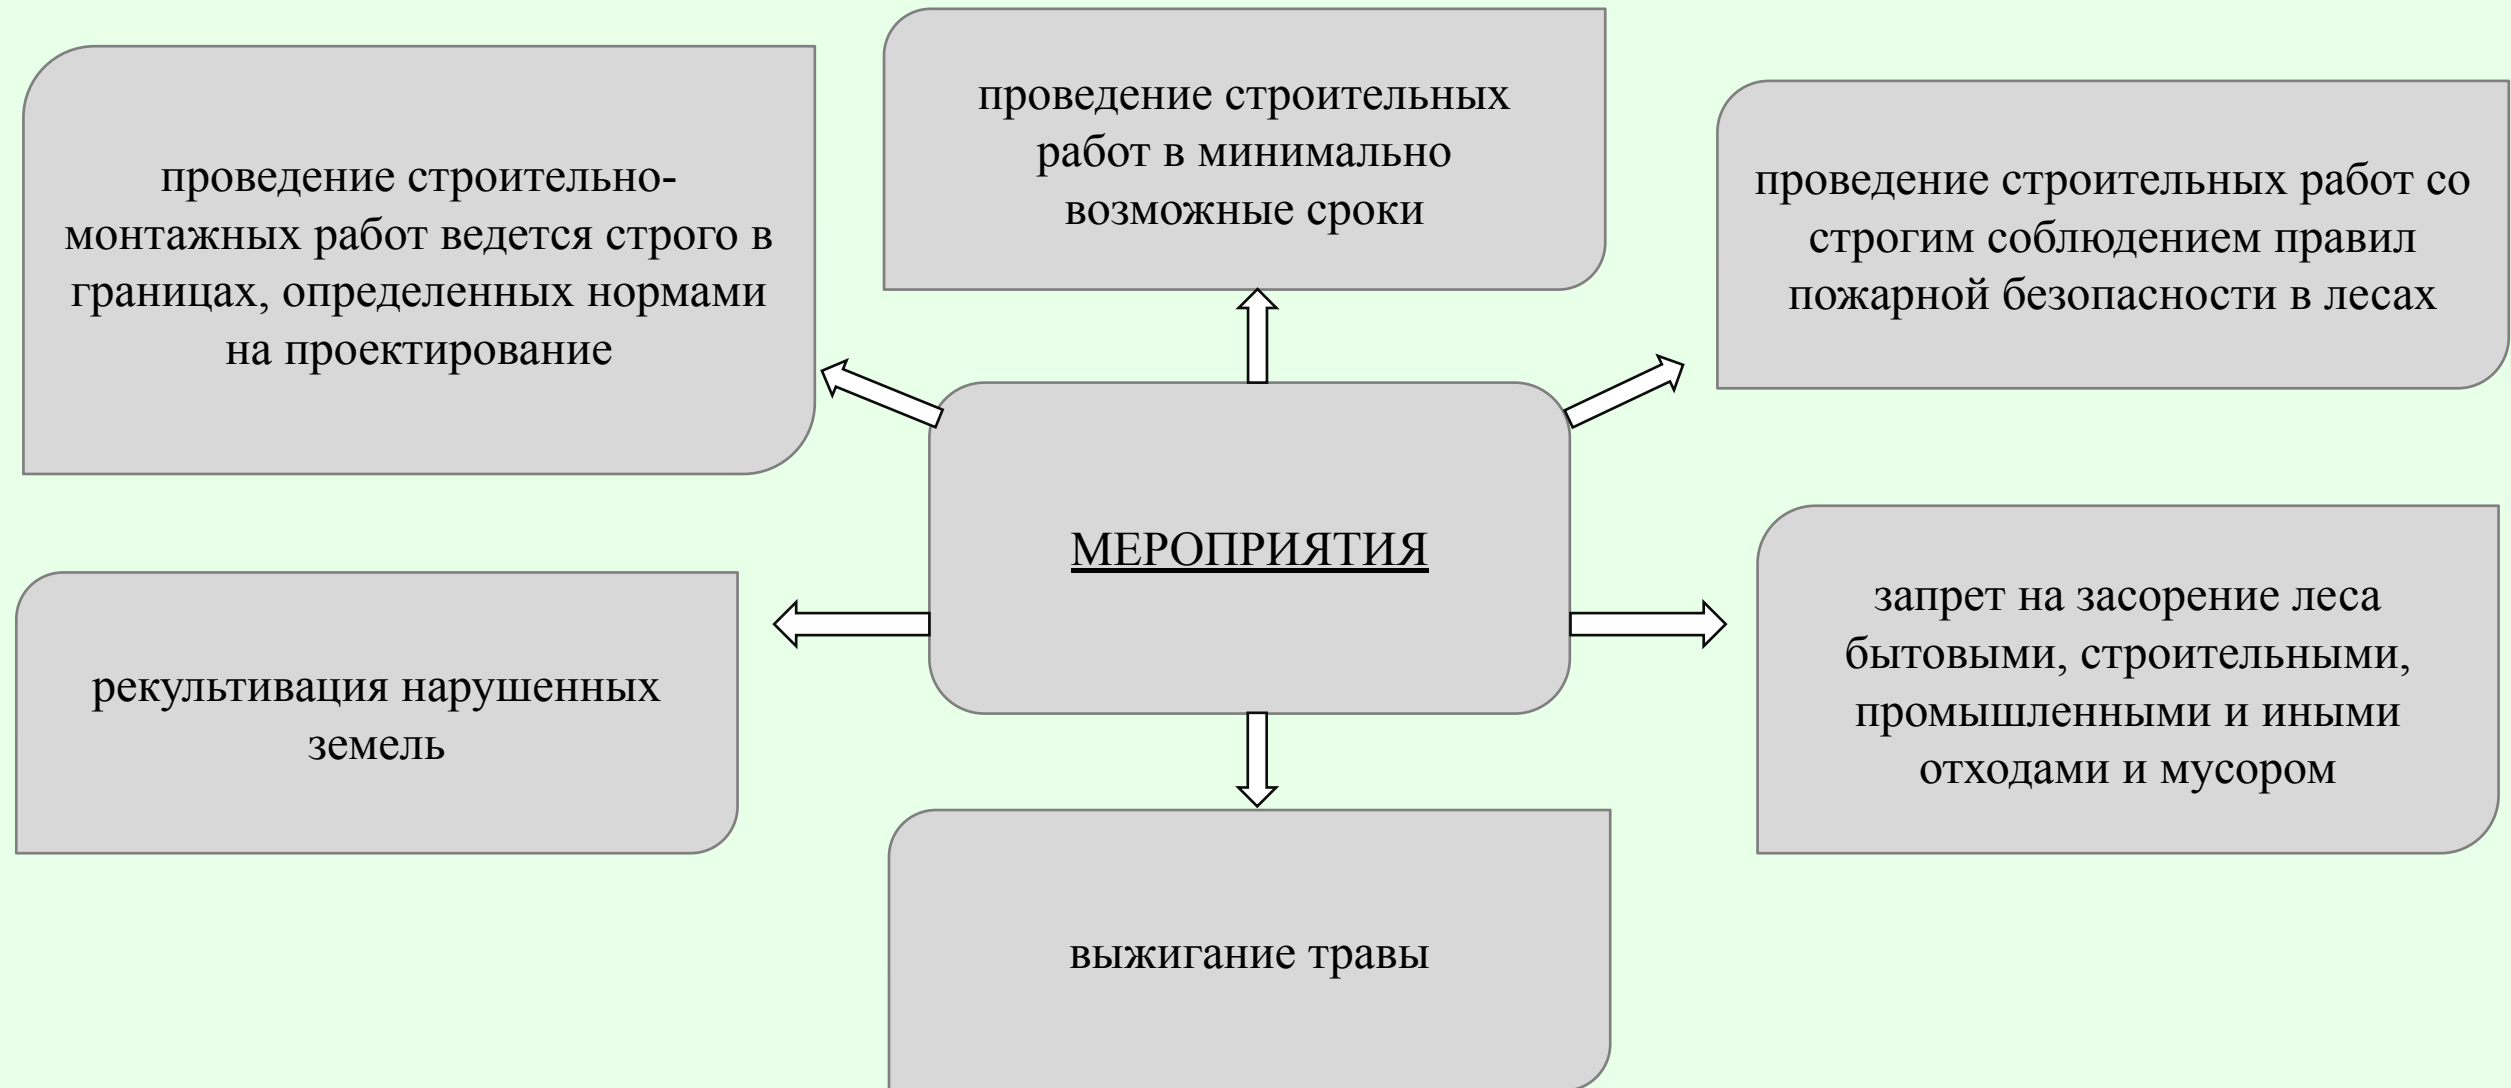 проведение строительно-
монтажных работ ведется строго в
границах, определенных нормами
на проектирование
проведение строительных
работ в минимально
возможные сроки
проведение строительных работ со
строгим соблюдением правил
пожарной безопасности в лесах
МЕРОПРИЯТИЯ
рекультивация нарушенных
земель
запрет на засорение леса
бытовыми, строительными,
промышленными и иными
отходами и мусором
выжигание травы